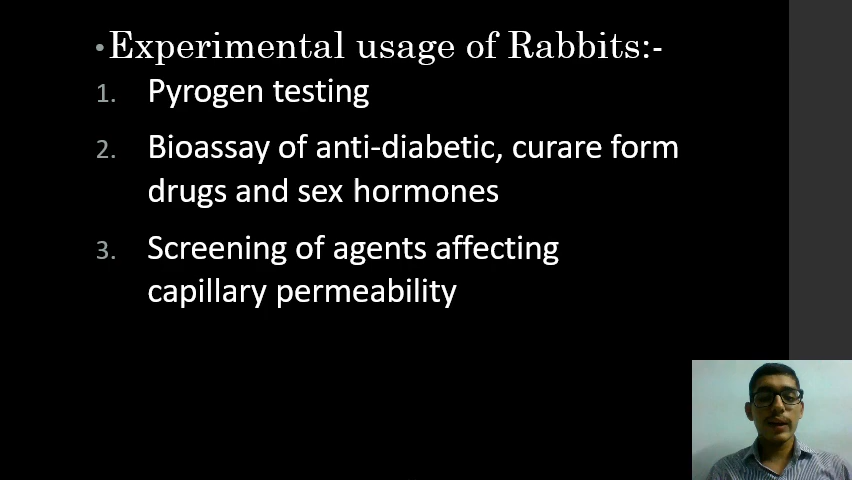 •Experimental usage of Rabbits:-
1. Pyrogen testing
2. Bioassay of anti-diabetic, curare form
drugs and sex hormones
3. Screening of agents affecting
capillary permeability